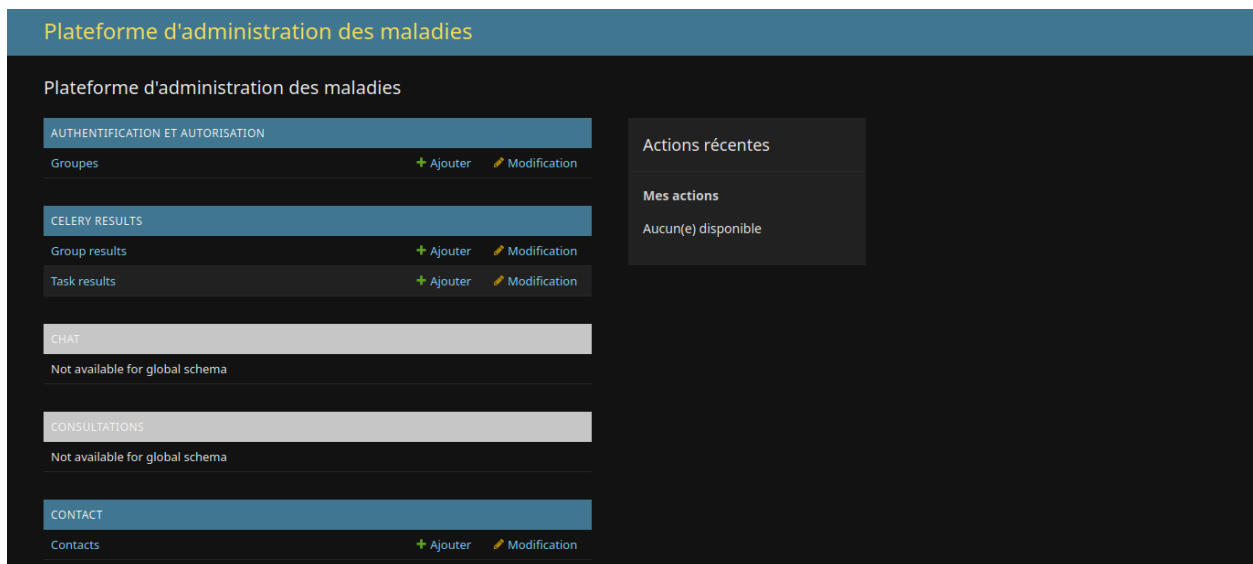 Plateforme d'administration des maladies
Plateforme d'administration des maladies
AUTHENTIFICATION ET AUTORISATION
Groupes Ajouter Modification
CELERY RESULTS
Group results Ajouter Modification
Task results Ajouter Modification
CHAT
Not available for global schema
CONSULTATIONS
Not available for global schema
CONTACT
Contacts Ajouter Modification
Actions récentes
Mes actions
Aucun(e) disponible